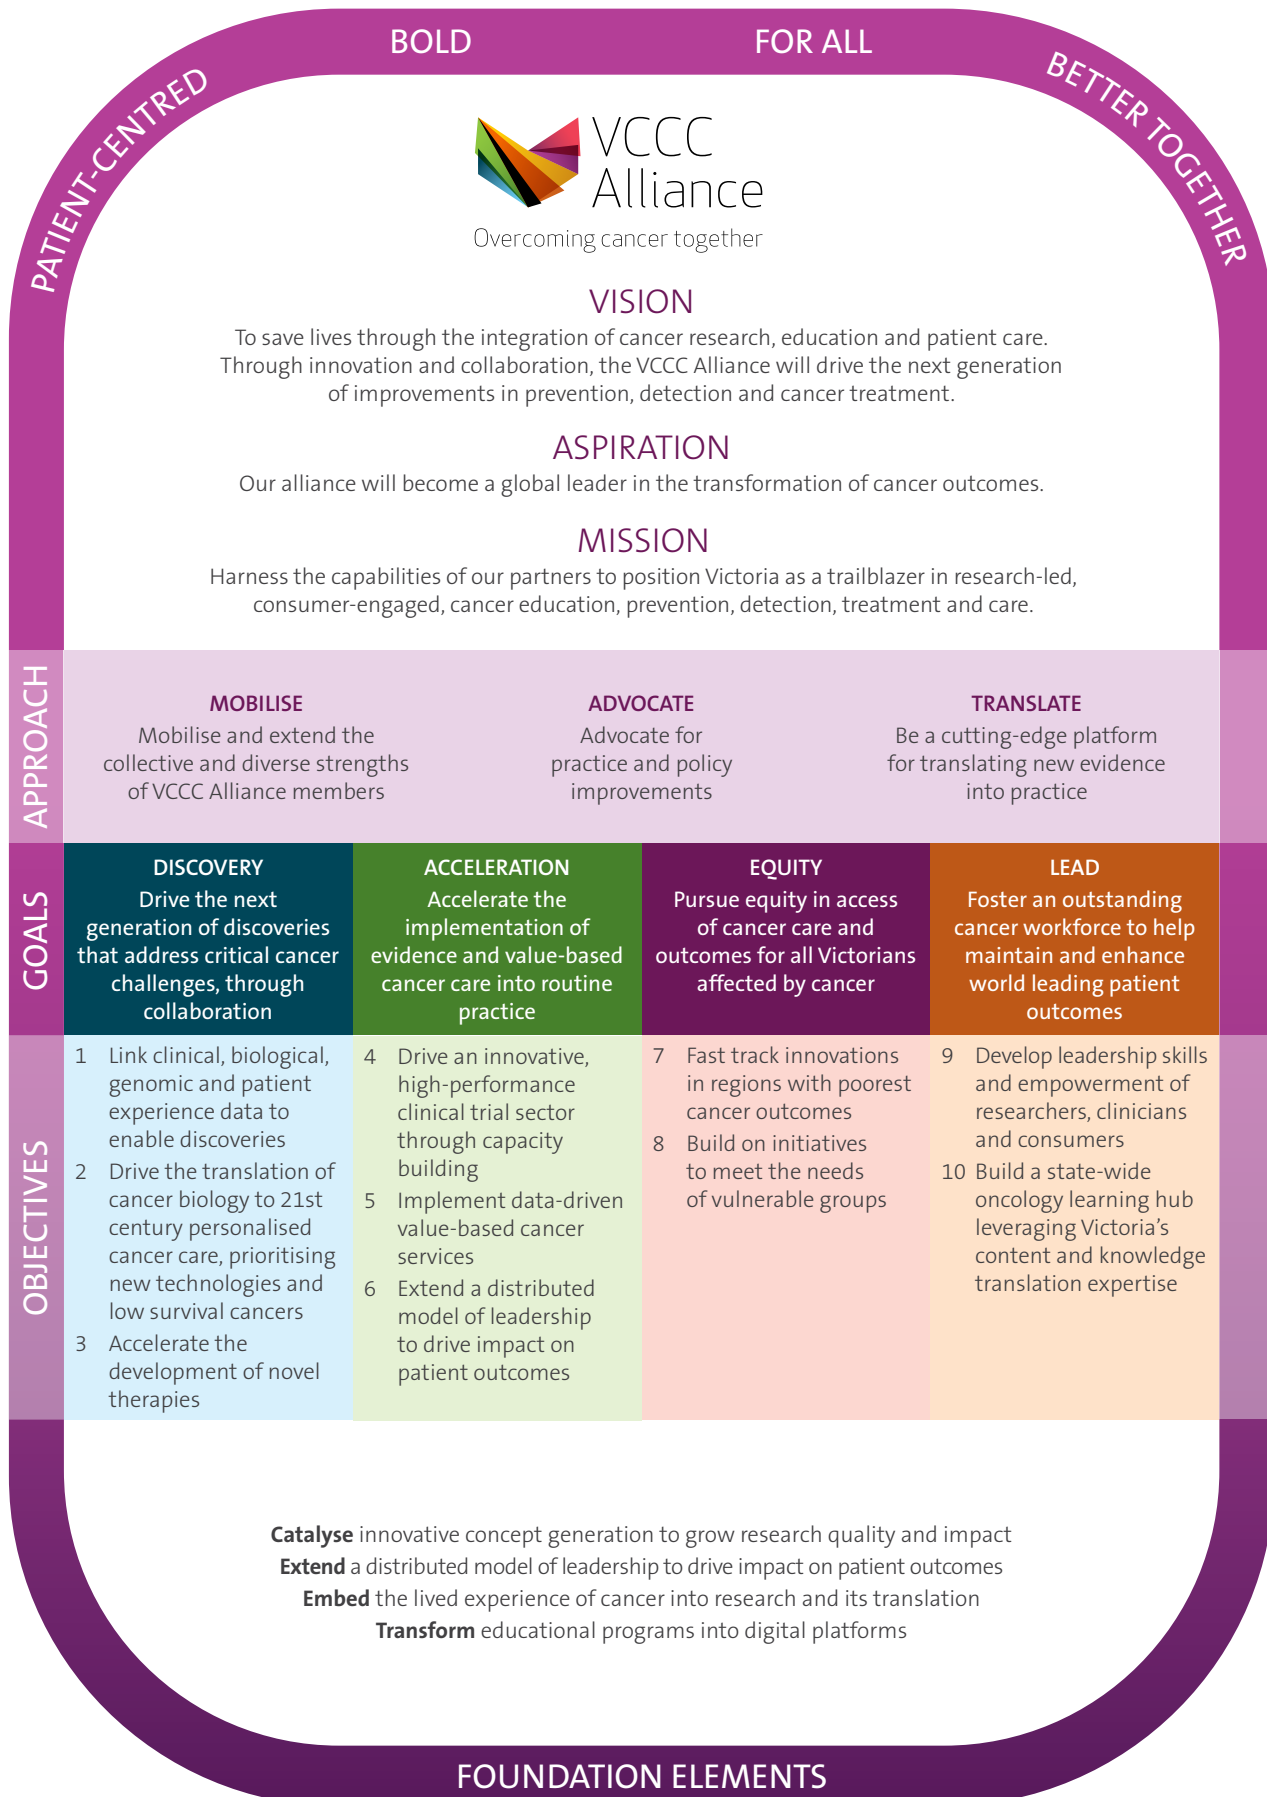 PATIENT-CENTRED
BOLD
FOR ALL
BETTER TOGETHER
VCCC
Alliance
Overcoming cancer together
VISION
To save lives through the integration of cancer research, education and patient care.
Through innovation and collaboration, the VCCC Alliance will drive the next generation
of improvements in prevention, detection and cancer treatment.
ASPIRATION
Our alliance will become a global leader in the transformation of cancer outcomes.
MISSION
Harness the capabilities of our partners to position Victoria as a trailblazer in research-led,
consumer-engaged, cancer education, prevention, detection, treatment and care.
APPROACH
MOBILISE
Mobilise and extend the
collective and diverse strengths
of VCCC Alliance members
ADVOCATE
Advocate for
practice and policy
improvements
TRANSLATE
Be a cutting-edge platform
for translating new evidence
into practice
GOALS
DISCOVERY
Drive the next
generation of discoveries
that address critical cancer
challenges, through
collaboration
ACCELERATION
Accelerate the
implementation of
evidence and value-based
cancer care into routine
practice
EQUITY
Pursue equity in access
of cancer care and
outcomes for all Victorians
affected by cancer
LEAD
Foster an outstanding
cancer workforce to help
maintain and enhance
world leading patient
outcomes
OBJECTIVES
1 Link clinical, biological,
genomic and patient
experience data to
enable discoveries
2 Drive the translation of
cancer biology to 21st
century personalised
cancer care, prioritising
new technologies and
low survival cancers
3 Accelerate the
development of novel
therapies
4 Drive an innovative,
high-performance
clinical trial sector
through capacity
building
5 Implement data-driven
value-based cancer
services
6 Extend a distributed
model of leadership
to drive impact on
patient outcomes
7 Fast track innovations
in regions with poorest
cancer outcomes
8 Build on initiatives
to meet the needs
of vulnerable groups
9 Develop leadership skills
and empowerment of
researchers, clinicians
and consumers
10 Build a state-wide
oncology learning hub
leveraging Victoria’s
content and knowledge
translation expertise
Catalyse innovative concept generation to grow research quality and impact
Extend a distributed model of leadership to drive impact on patient outcomes
Embed the lived experience of cancer into research and its translation
Transform educational programs into digital platforms
FOUNDATION ELEMENTS